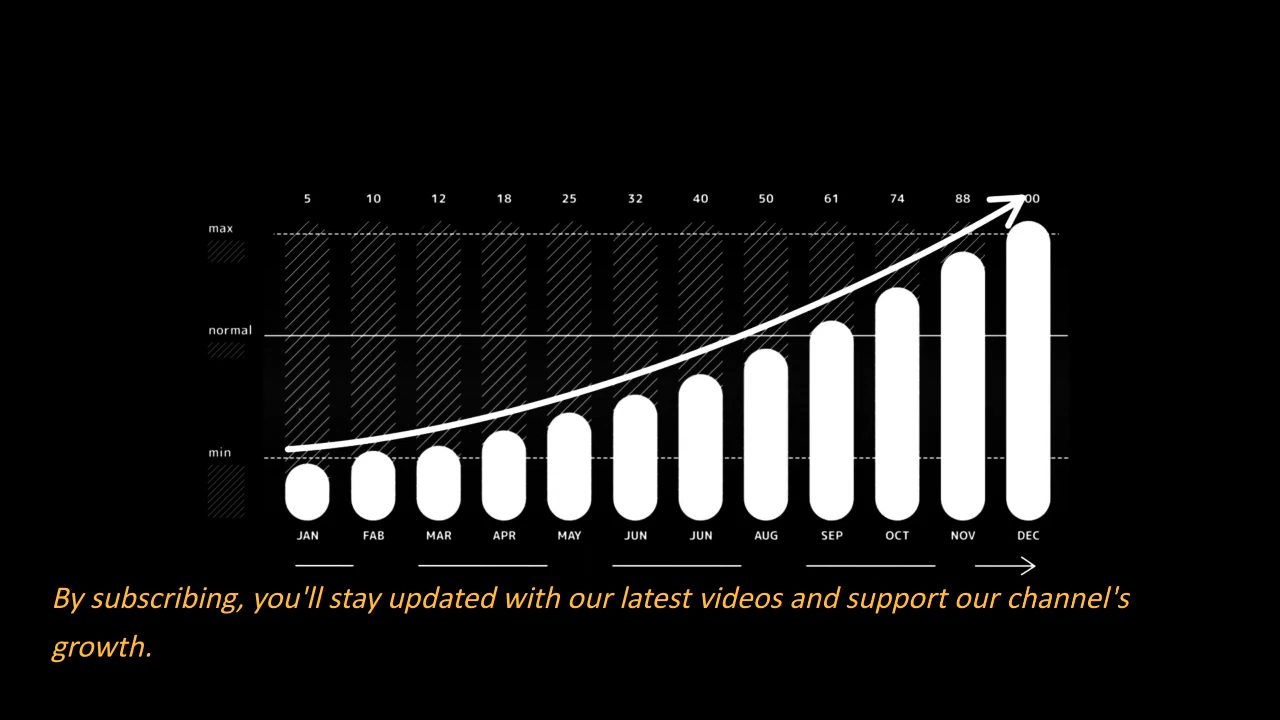 5 10 12 18 25 32 40 50 61 74 88 00
max
normal
min
JAN FAB MAR APR MAY JUN JUN AUG SEP OCT NOV DEC
By subscribing, you'll stay updated with our latest videos and support our channel's
growth.